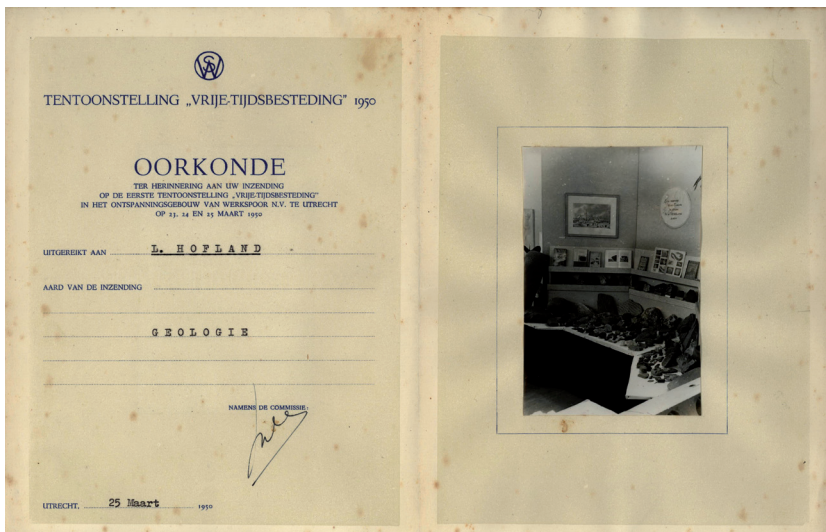 TENTOONSTELLING „VRIJE-TIJDSBESTEDING” 1950
OORKONDE
TER HERINNERING AAN UW INZENDING
OP DE EERSTE TENTOONSTELLING „VRIJE-TIJDSBESTEDING”
IN HET ONTSPANNINGSGEBOUW VAN WERKSPOOR N.V. TE UTRECHT
OP 23, 24 EN 25 MAART 1950
UITGEREIKT AAN L. HOFLAND
AARD VAN DE INZENDING
GEOLOGIE
NAMENS DE COMMISSIE:
UTRECHT, 25 Maart 1950